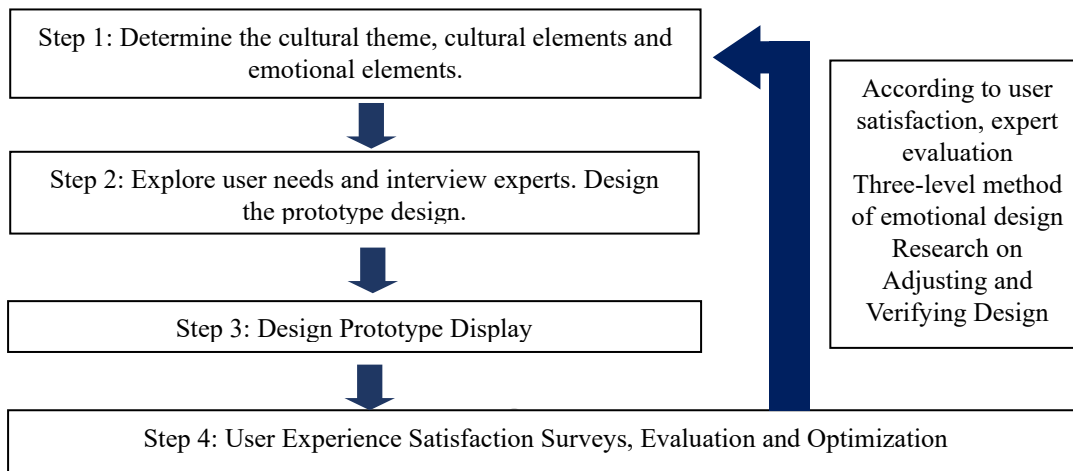 Step 1: Determine the cultural theme, cultural elements and
emotional elements.
Step 2: Explore user needs and interview experts. Design
the prototype design.
Step 3: Design Prototype Display
Step 4: User Experience Satisfaction Surveys, Evaluation and Optimization
According to user
satisfaction, expert
evaluation
Three-level method
of emotional design
Research on
Adjusting and
Verifying Design